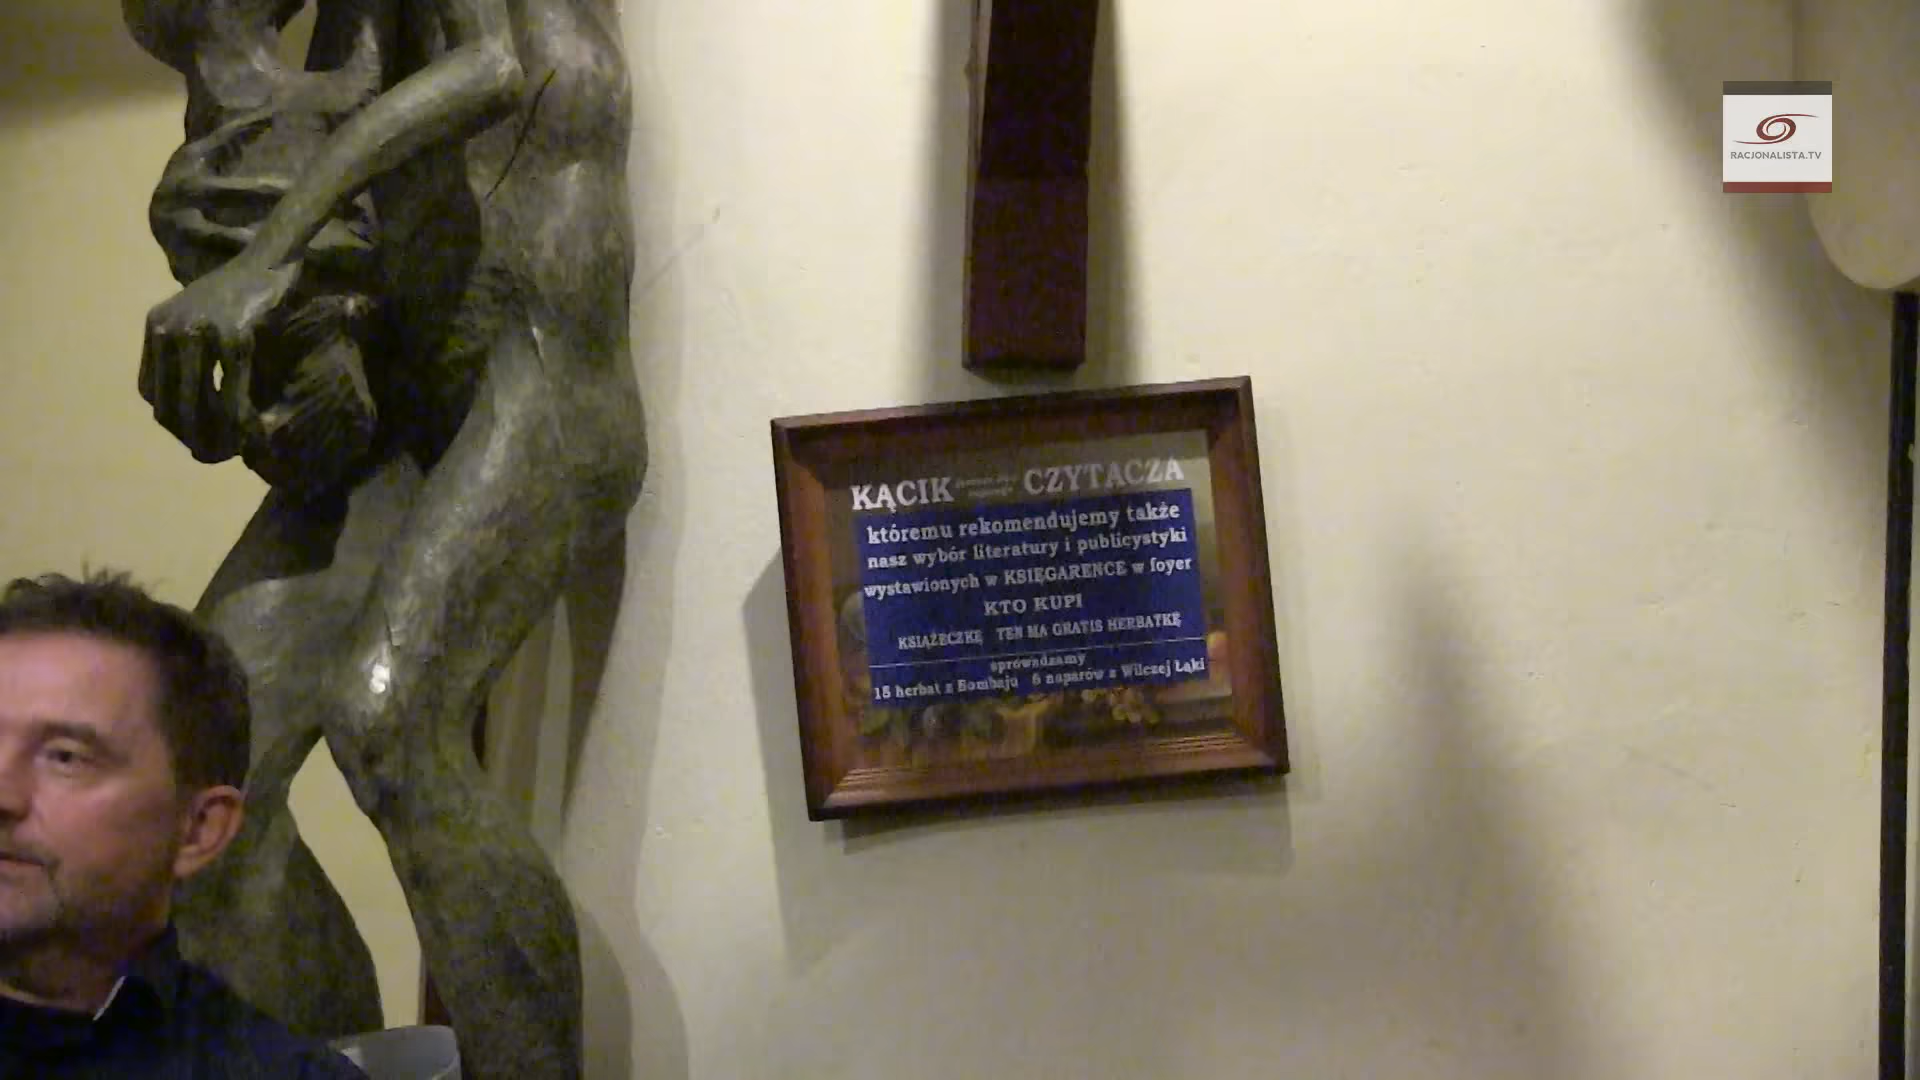 RACJONALISTA.TV
KĄCIK CZYTACZA
któremu rekomendujemy także
nasz wybór literatury i publicystyki
wystawionych w KSIĘGARENCE w foyer
KTO KUPI
KSIĄŻECZKĘ TEN MA GRATIS HERBATKĘ
sprowadzamy
15 herbat z Bombaju 6 naparów z Wilczej Łąki